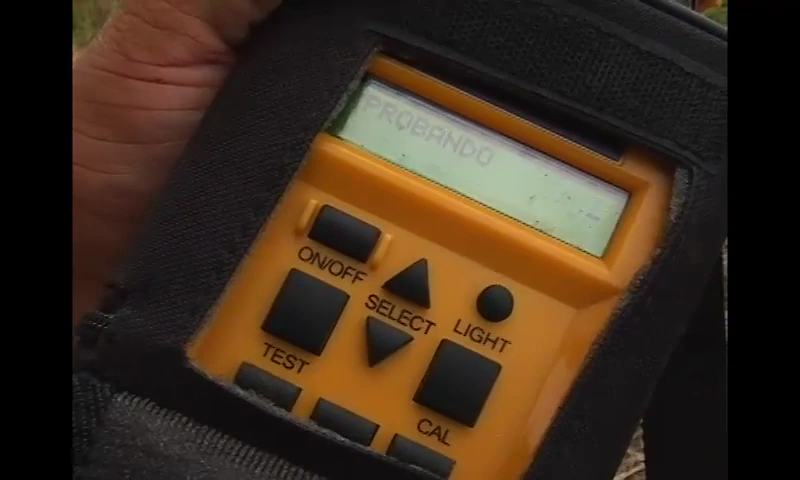 PROBANDO
ON/OFF
SELECT
LIGHT
TEST
CAL